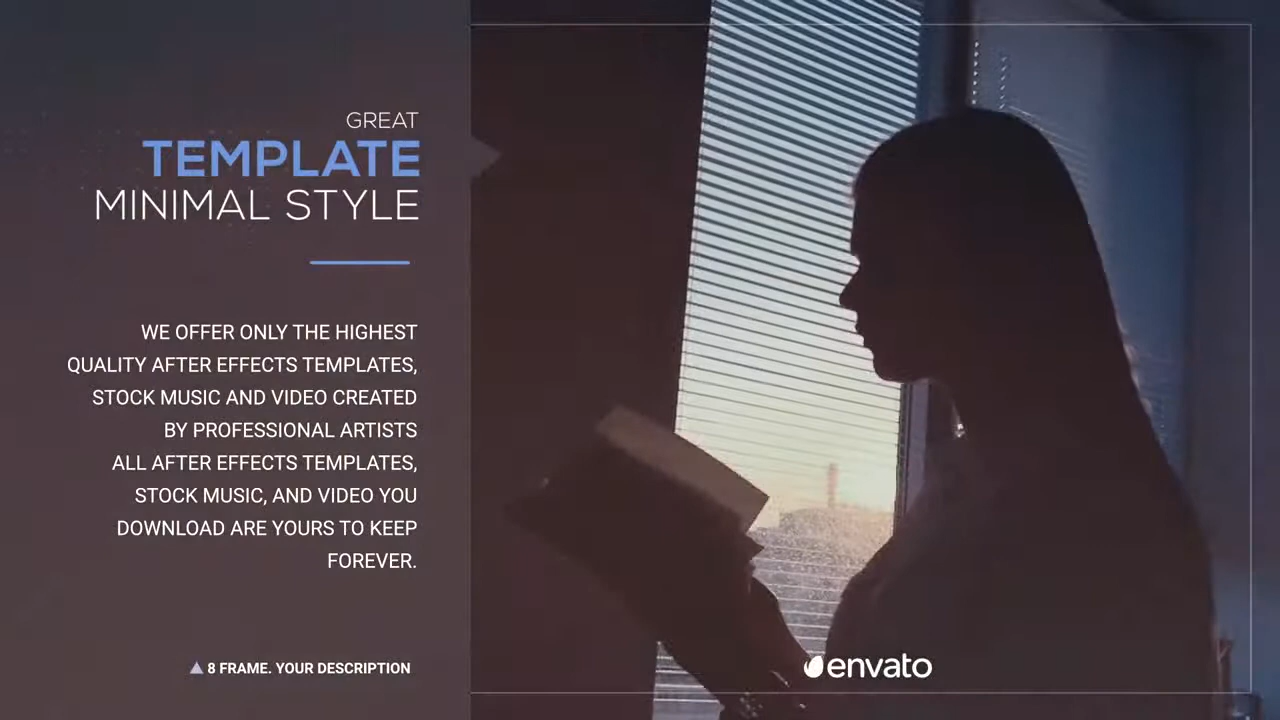 GREAT
TEMPLATE
MINIMAL STYLE
WE OFFER ONLY THE HIGHEST
QUALITY AFTER EFFECTS TEMPLATES,
STOCK MUSIC AND VIDEO CREATED
BY PROFESSIONAL ARTISTS
ALL AFTER EFFECTS TEMPLATES,
STOCK MUSIC, AND VIDEO YOU
DOWNLOAD ARE YOURS TO KEEP
FOREVER.
8 FRAME. YOUR DESCRIPTION
envato